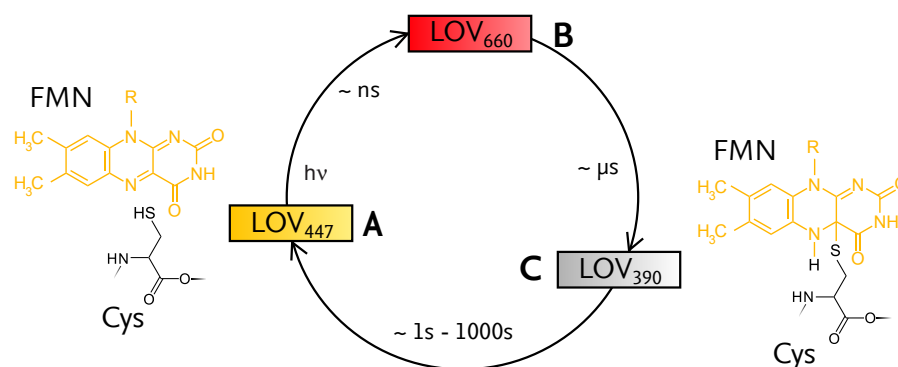 LOV₆₆₀ B
~ ns
FMN
R
H₃C
N
N
O
NH
H₃C
N
O
hν
~ µs
HS
LOV₄₄₇ A
HN
O
O
Cys
C LOV₃₉₀
~ 1s - 1000s
FMN
R
H₃C
N
N
O
NH
H₃C
N
H
O
S
HN
O
O
Cys